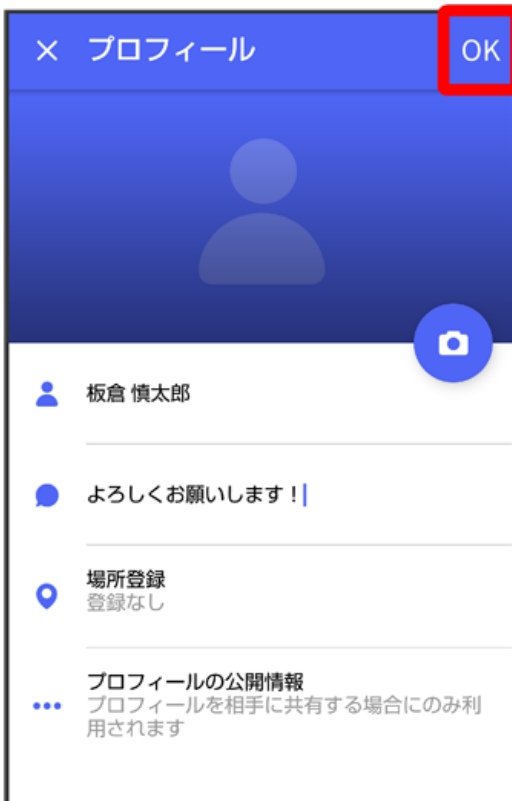 × プロフィール OK
板倉 慎太郎
よろしくお願いします！
場所登録
登録なし
プロフィールの公開情報
プロフィールを相手に共有する場合にのみ利
用されます